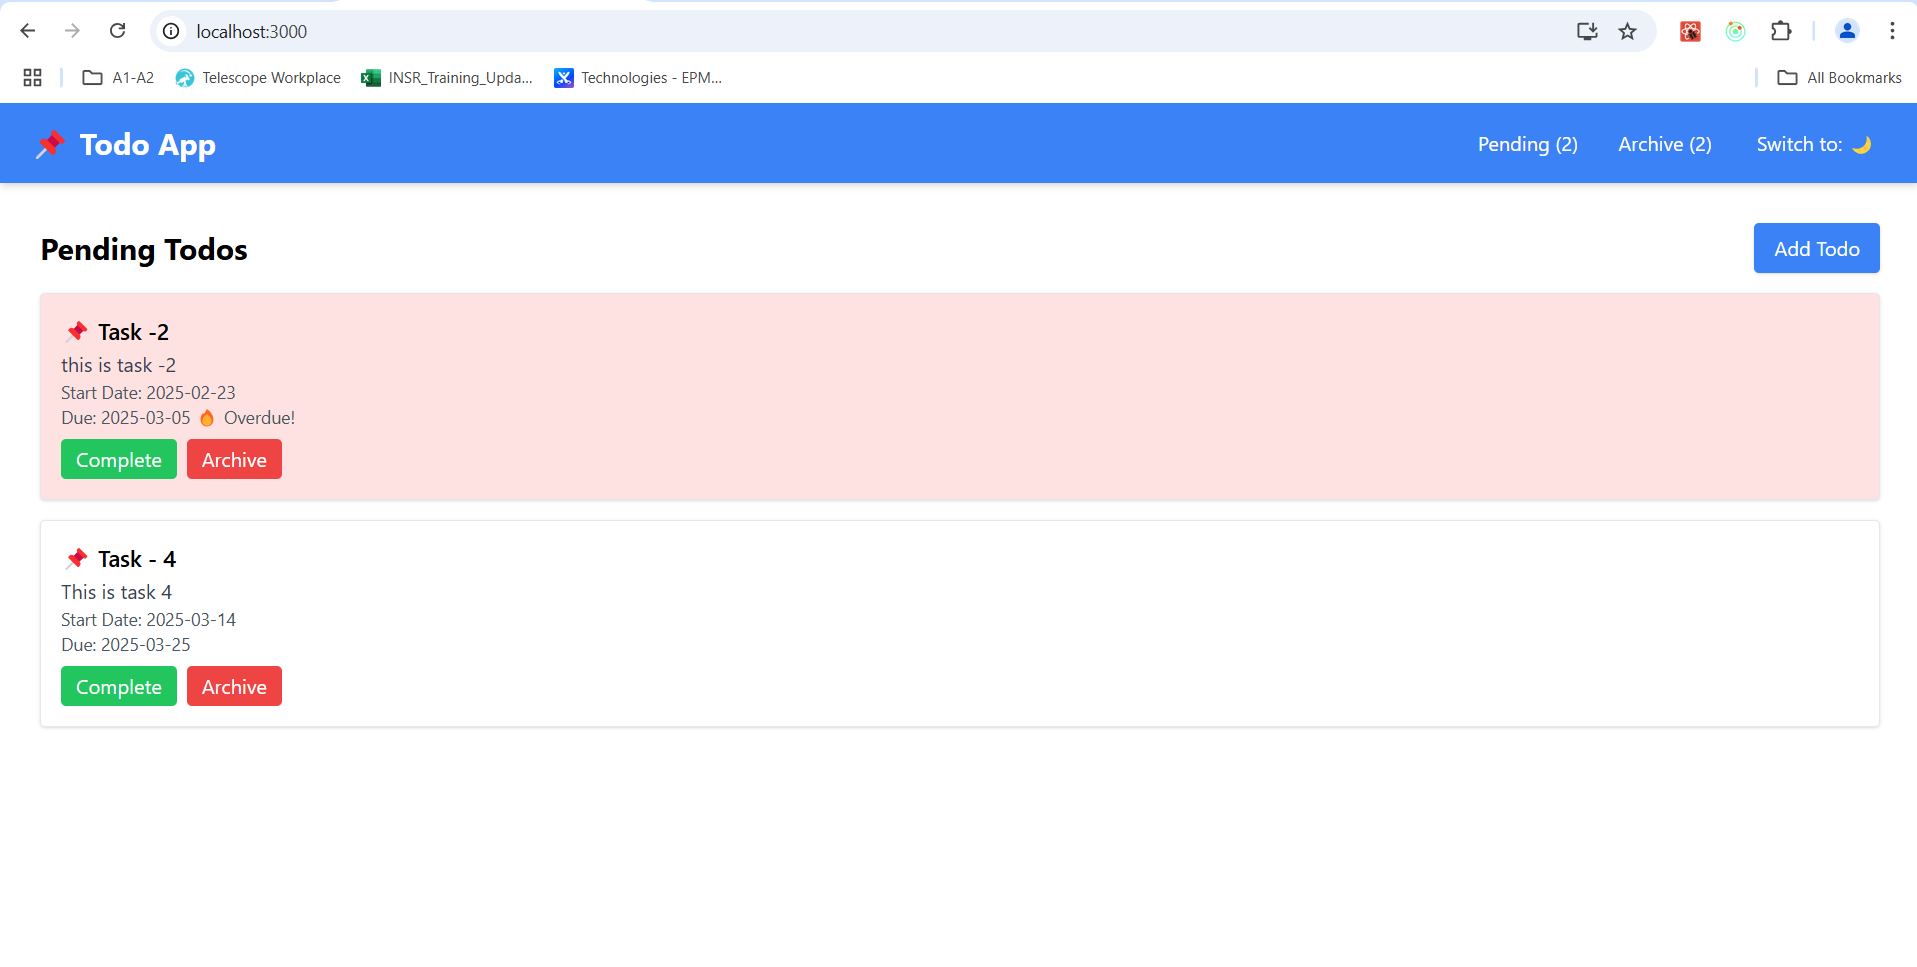 localhost:3000
A1-A2 Telescope Workplace INSR_Training_Upda... Technologies - EPM... All Bookmarks
Todo App Pending (2) Archive (2) Switch to:
Pending Todos Add Todo
Task -2
this is task -2
Start Date: 2025-02-23
Due: 2025-03-05 🔥 Overdue!
Complete Archive
Task - 4
This is task 4
Start Date: 2025-03-14
Due: 2025-03-25
Complete Archive